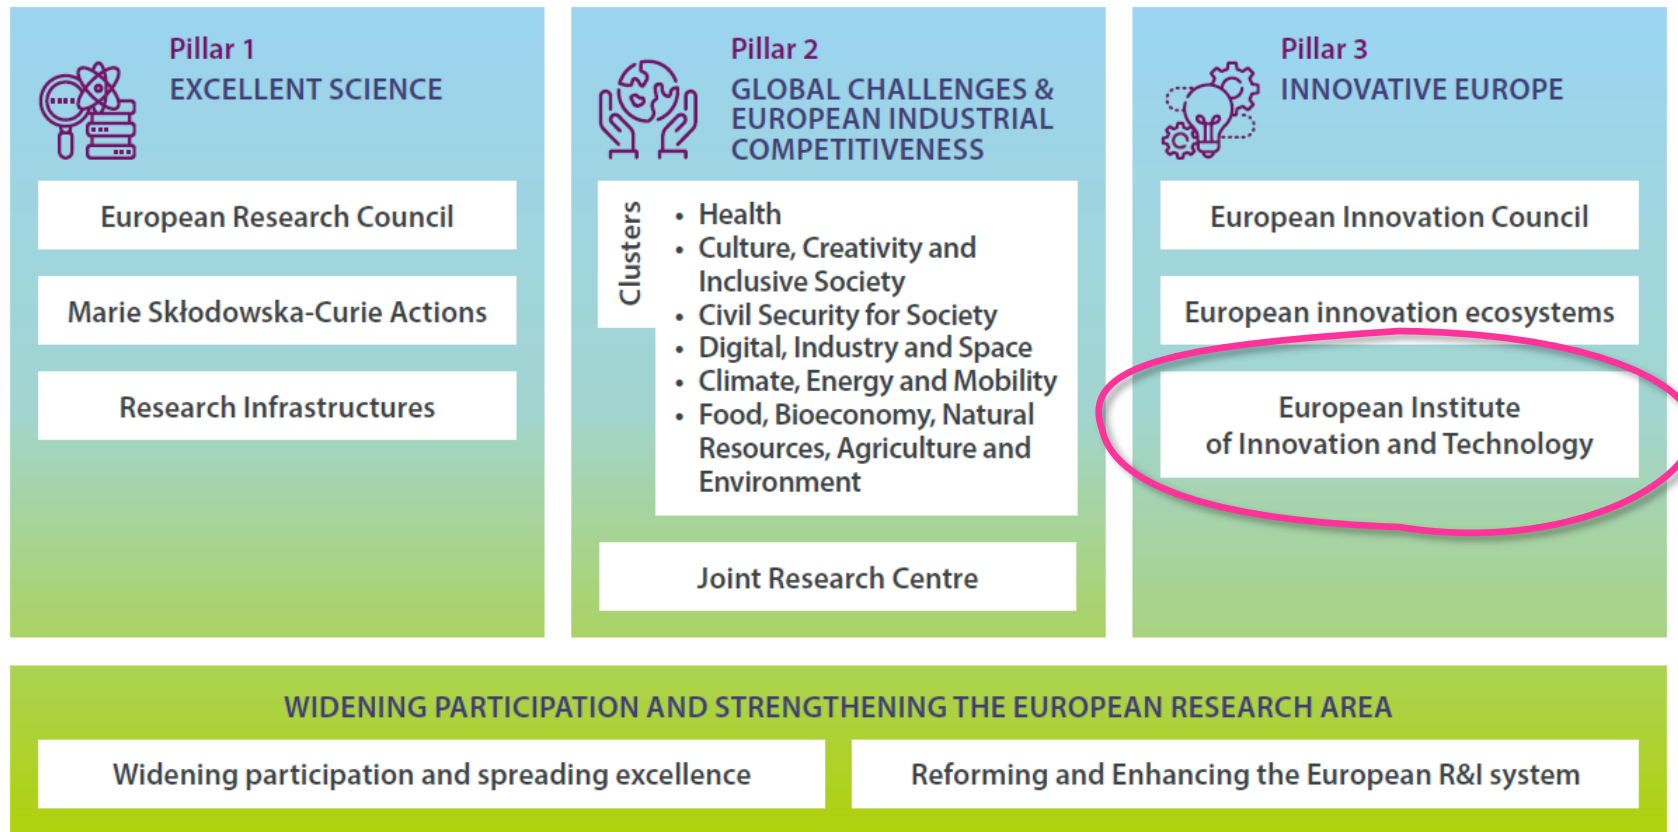 Pillar 1
EXCELLENT SCIENCE
European Research Council
Marie Skłodowska-Curie Actions
Research Infrastructures
Pillar 2
GLOBAL CHALLENGES &
EUROPEAN INDUSTRIAL
COMPETITIVENESS
Clusters
• Health
• Culture, Creativity and
Inclusive Society
• Civil Security for Society
• Digital, Industry and Space
• Climate, Energy and Mobility
• Food, Bioeconomy, Natural
Resources, Agriculture and
Environment
Joint Research Centre
Pillar 3
INNOVATIVE EUROPE
European Innovation Council
European innovation ecosystems
European Institute
of Innovation and Technology
WIDENING PARTICIPATION AND STRENGTHENING THE EUROPEAN RESEARCH AREA
Widening participation and spreading excellence
Reforming and Enhancing the European R&I system